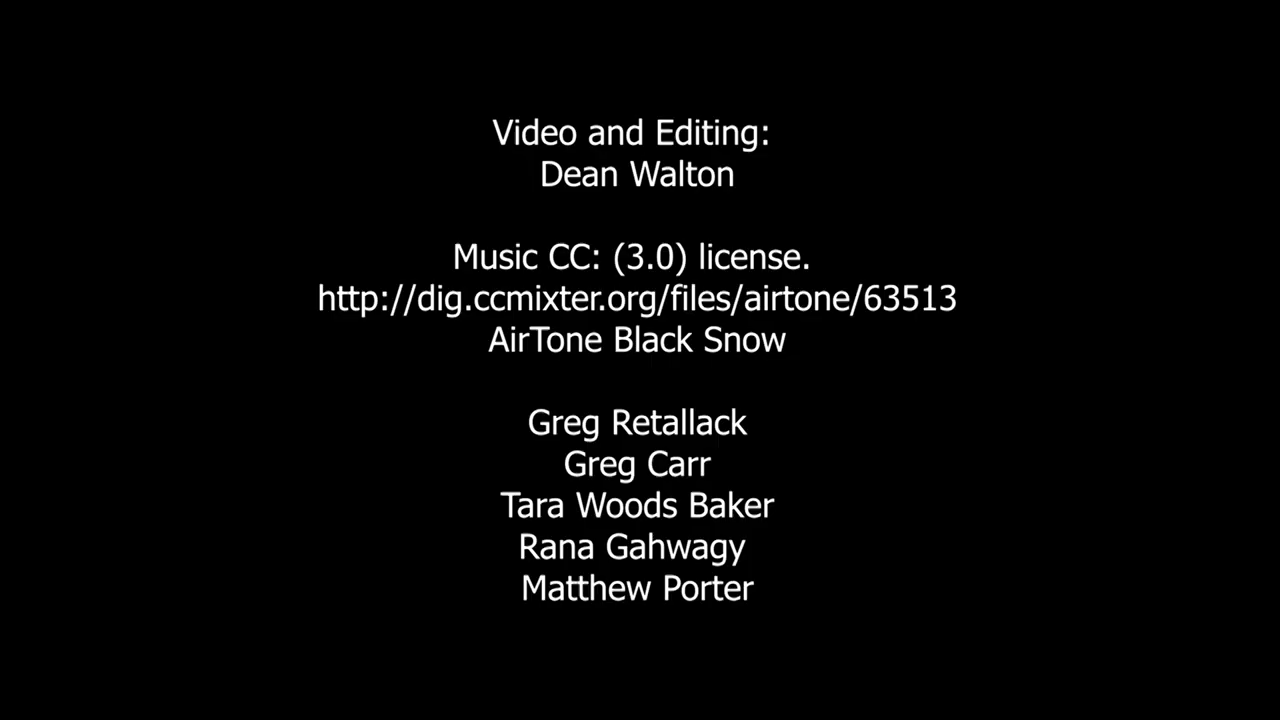 Video and Editing:
Dean Walton
Music CC: (3.0) license.
http://dig.ccmixter.org/files/airtone/63513
AirTone Black Snow
Greg Retallack
Greg Carr
Tara Woods Baker
Rana Gahwagy
Matthew Porter